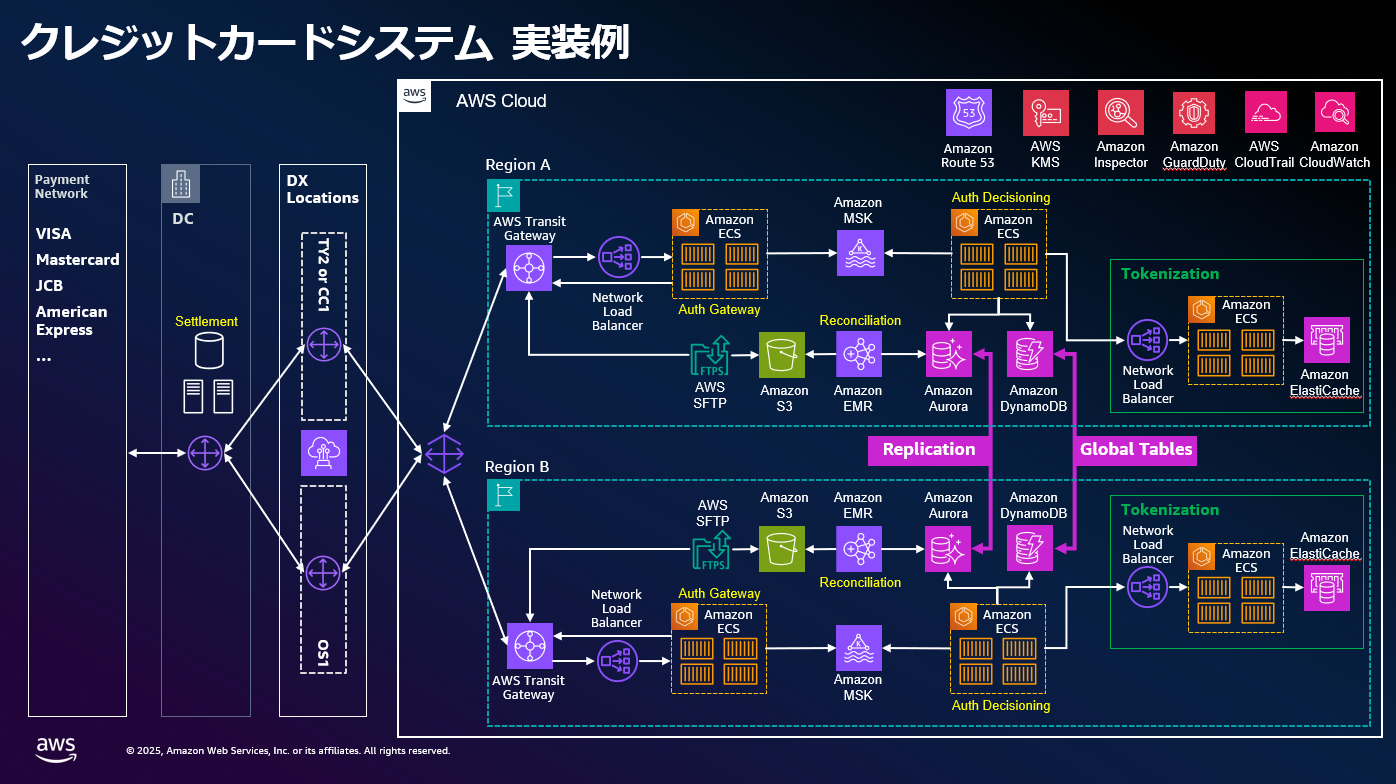 クレジットカードシステム 実装例
aws
AWS Cloud
53
Amazon
Route 53
AWS
KMS
Amazon
Inspector
Amazon
GuardDuty
AWS
CloudTrail
Amazon
CloudWatch
Payment
Network
VISA
Mastercard
JCB
American
Express
...
DC
Settlement
DX
Locations
TY2 or CC1
OS1
Region A
AWS Transit
Gateway
Network
Load
Balancer
Amazon
ECS
Auth Gateway
Amazon
MSK
K
Auth Decisioning
Amazon
ECS
Tokenization
Network
Load
Balancer
Amazon
ECS
Amazon
ElastiCache
FTPS
AWS
SFTP
Amazon
S3
Reconciliation
Amazon
EMR
Amazon
Aurora
Amazon
DynamoDB
Replication
Global Tables
Region B
AWS
SFTP
FTPS
Amazon
S3
Amazon
EMR
Reconciliation
Amazon
Aurora
Amazon
DynamoDB
Tokenization
Network
Load
Balancer
Amazon
ECS
Amazon
ElastiCache
AWS Transit
Gateway
Network
Load
Balancer
Auth Gateway
Amazon
ECS
K
Amazon
MSK
Amazon
ECS
Auth Decisioning
aws
© 2025, Amazon Web Services, Inc. or its affiliates. All rights reserved.